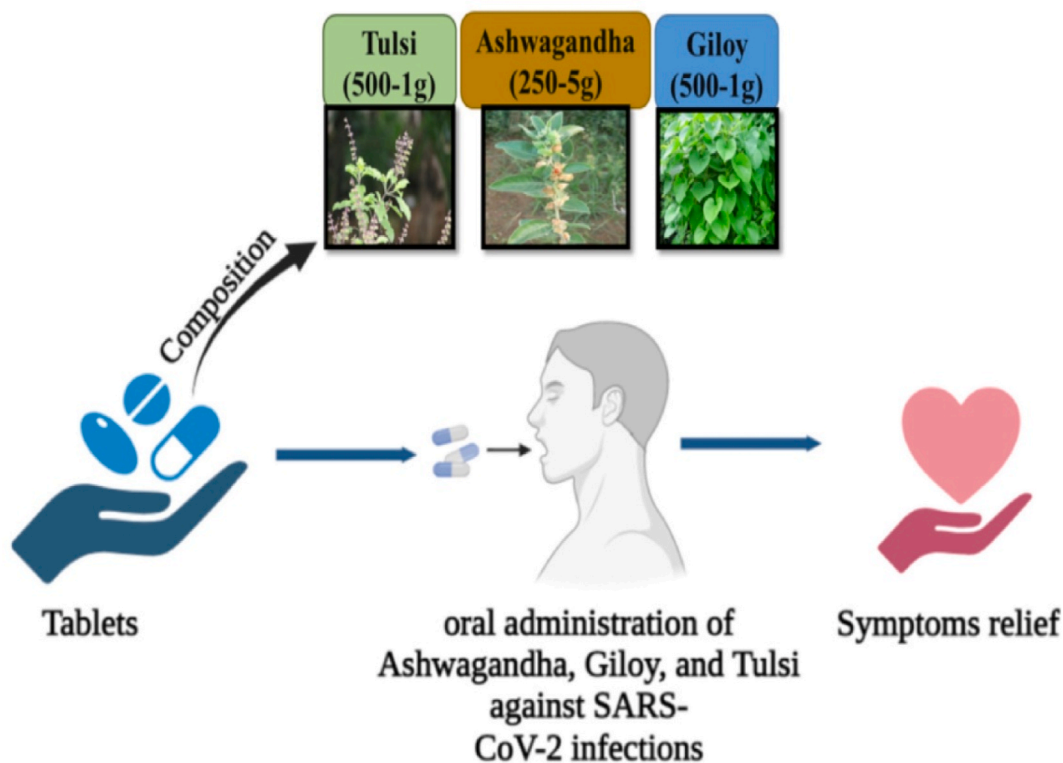 Tulsi
(500-1g)
Ashwagandha
(250-5g)
Giloy
(500-1g)
Composition
Tablets
oral administration of
Ashwagandha, Giloy, and Tulsi
against SARS-
CoV-2 infections
Symptoms relief